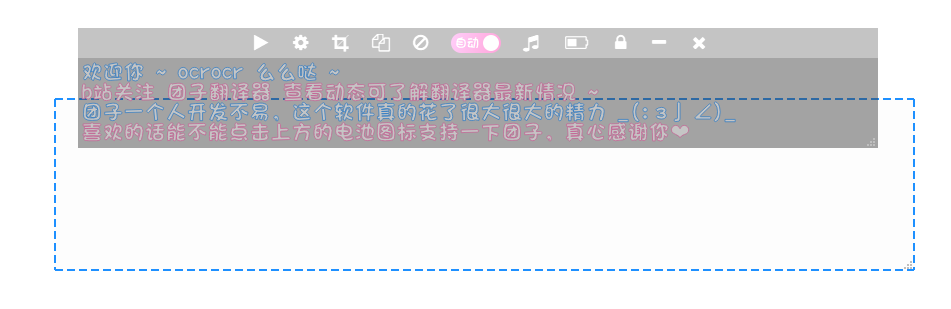 自动
欢迎你 ~ ocrocr 么么哒 ~
b站关注 团子翻译器 查看动态可了解翻译器最新情况 ~
团子一个人开发不易，这个软件真的花了很大很大的精力 _(:з」∠)_
喜欢的话能不能点击上方的电池图标支持一下团子，真心感谢你❤